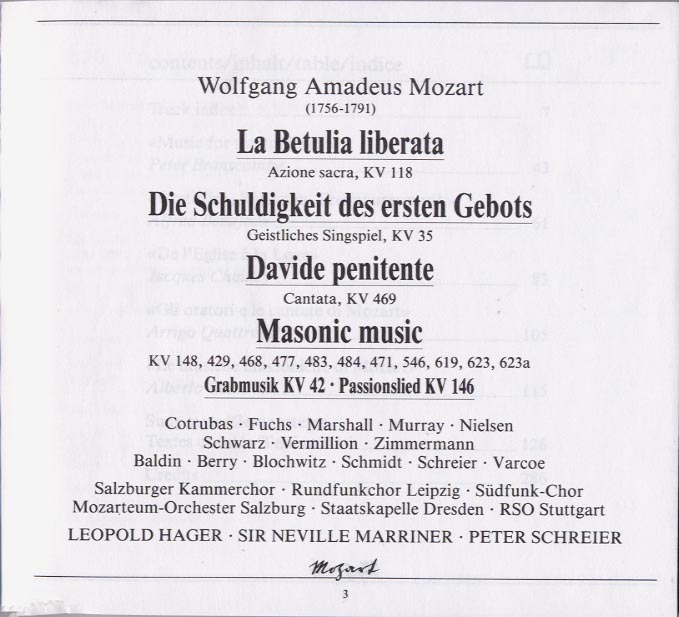 Wolfgang Amadeus Mozart
(1756-1791)
La Betulia liberata
Azione sacra, KV 118
Die Schuldigkeit des ersten Gebots
Geistliches Singspiel, KV 35
Davide penitente
Cantata, KV 469
Masonic music
KV 148, 429, 468, 477, 483, 484, 471, 546, 619, 623, 623a
Grabmusik KV 42 · Passionslied KV 146
Cotrubas · Fuchs · Marshall · Murray · Nielsen
Schwarz · Vermillion · Zimmermann
Baldin · Berry · Blochwitz · Schmidt · Schreier · Varcoe
Salzburger Kammerchor · Rundfunkchor Leipzig · Südfunk-Chor
Mozarteum-Orchester Salzburg · Staatskapelle Dresden · RSO Stuttgart
LEOPOLD HAGER · SIR NEVILLE MARRINER · PETER SCHREIER
Mozart
3